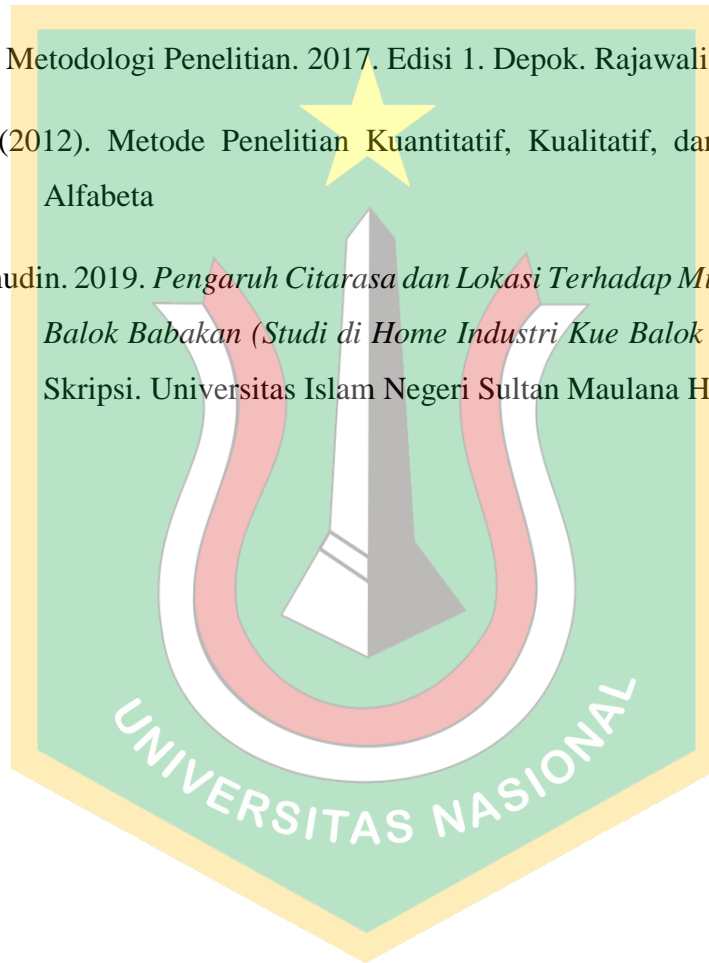 Metodologi Penelitian. 2017. Edisi 1. Depok. Rajawali
(2012). Metode Penelitian Kuantitatif, Kualitatif, dan
Alfabeta
udin. 2019. Pengaruh Citarasa dan Lokasi Terhadap Mi
Balok Babakan (Studi di Home Industri Kue Balok
Skripsi. Universitas Islam Negeri Sultan Maulana H
UNIVERSITAS NASIONAL